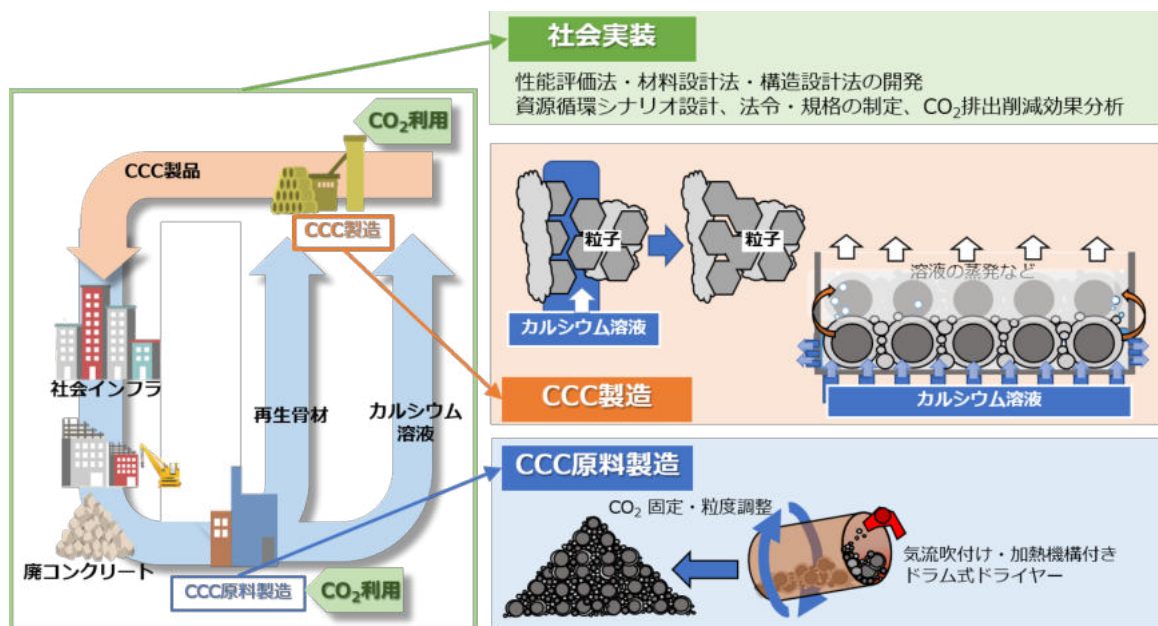 CO₂利用
CCC製品
CCC製造
社会インフラ
再生骨材
カルシウム
溶液
廃コンクリート
CCC原料製造
CO₂利用
社会実装
性能評価法・材料設計法・構造設計法の開発
資源循環シナリオ設計、法令・規格の制定、CO₂排出削減効果分析
粒子
粒子
カルシウム溶液
溶液の蒸発など
カルシウム溶液
CCC製造
CCC原料製造
CO₂ 固定・粒度調整
気流吹付け・加熱機構付き
ドラム式ドライヤー